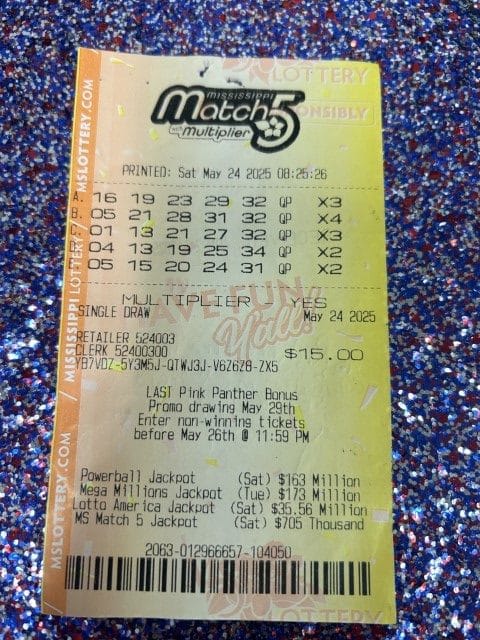 LOTTERY
MISSISSIPPI
Match 5
with multiplier
ONSIBLY
MSLOTTERY.COM
PRINTED: Sat May 24 2025 08:25:26
A. 16 19 23 29 32 QP X3
B. 05 21 28 31 32 QP X4
C. 01 13 21 27 32 QP X3
D. 04 13 19 25 34 QP X2
E. 05 15 20 24 31 QP X2
MULTIPLIER YES
SINGLE DRAW May 24 2025
HAVE FUN
Y'all!
MISSISSIPPI LOTTERY
RETAILER 524003
CLERK 52400300 $15.00
YB7VDZ-5Y3M5J-QTWJ3J-V6Z6Z8-ZX5
LAST Pink Panther Bonus
Promo drawing May 29th
Enter non-winning tickets
before May 26th @ 11:59 PM
Powerball Jackpot (Sat) $163 Million
Mega Millions Jackpot (Tue) $173 Million
Lotto America Jackpot (Sat) $35.56 Million
MS Match 5 Jackpot (Sat) $705 Thousand
MSLOTTERY.COM
2063-012966657-104050
LOTTERY